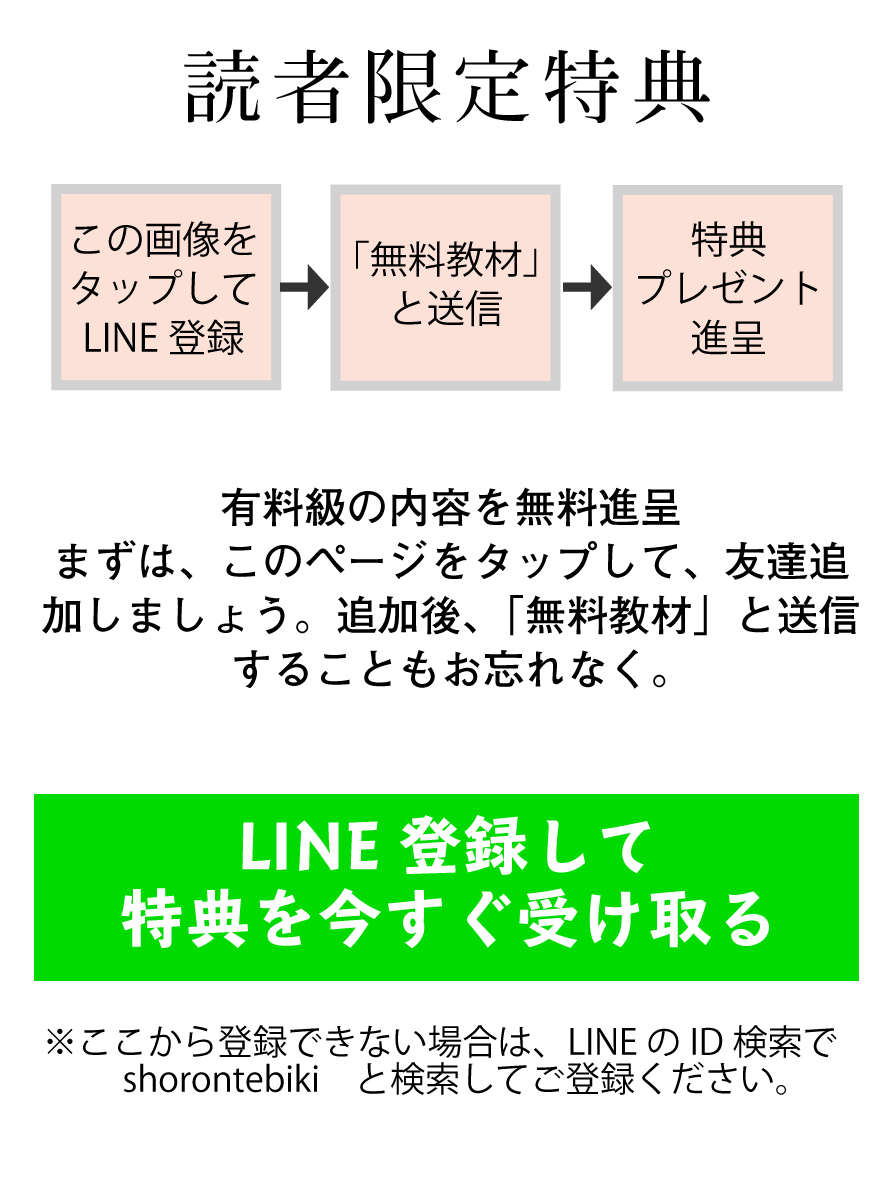 読者限定特典
この画像を
タップして
LINE 登録
「無料教材」
と送信
特典
プレゼント
進呈
有料級の内容を無料進呈
まずは、このページをタップして、友達追
加しましょう。追加後、「無料教材」と送信
することもお忘れなく。
LINE 登録して
特典を今すぐ受け取る
※ここから登録できない場合は、LINE の ID 検索で
shorontebiki　と検索してご登録ください。